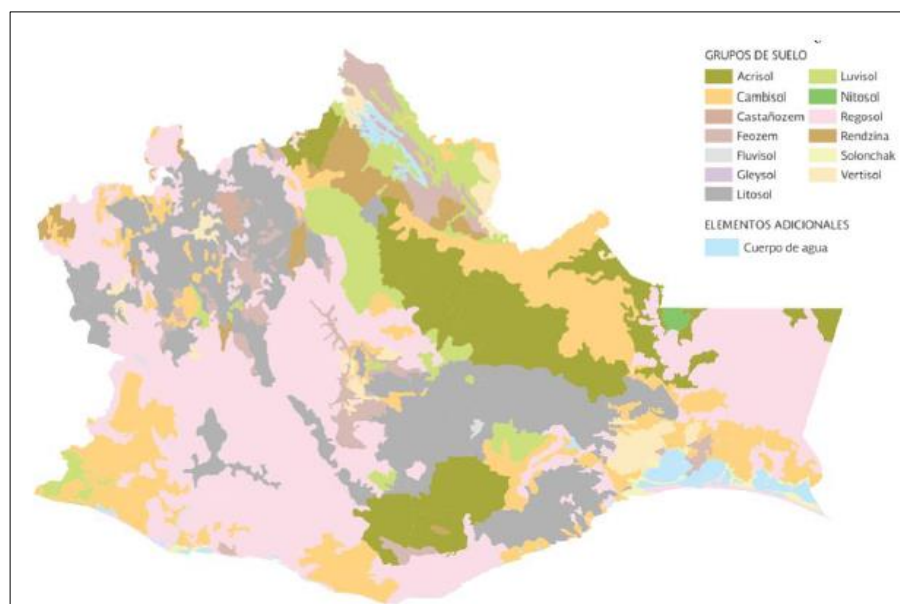 GRUPOS DE SUELO
Acrisol
Cambisol
Castañozem
Feozem
Fluvisol
Gleysol
Litosol
Luvisol
Nitosol
Regosol
Rendzina
Solonchak
Vertisol
ELEMENTOS ADICIONALES
Cuerpo de agua